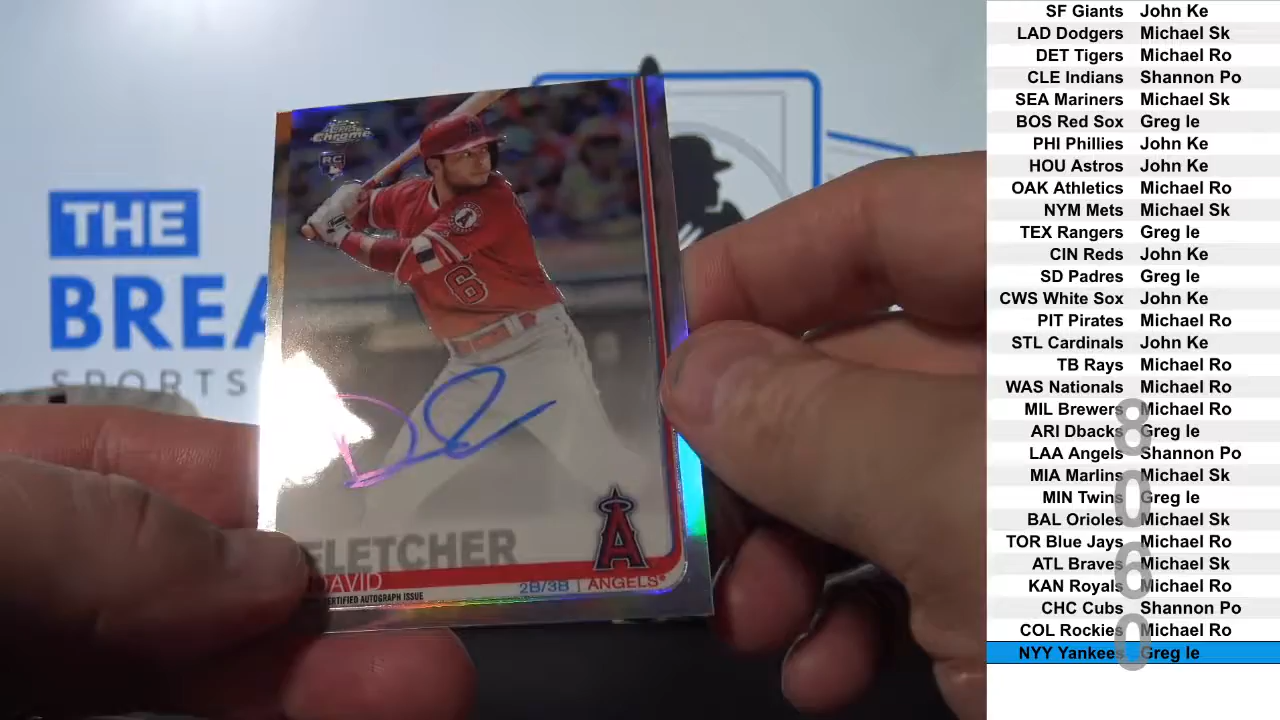 THE
BREA
SPORTS
Topps
Chrome
RC
6
FLETCHER
DAVID
2B/3B | ANGELS
CERTIFIED AUTOGRAPH ISSUE
SF Giants John Ke
LAD Dodgers Michael Sk
DET Tigers Michael Ro
CLE Indians Shannon Po
SEA Mariners Michael Sk
BOS Red Sox Greg le
PHI Phillies John Ke
HOU Astros John Ke
OAK Athletics Michael Ro
NYM Mets Michael Sk
TEX Rangers Greg le
CIN Reds John Ke
SD Padres Greg le
CWS White Sox John Ke
PIT Pirates Michael Ro
STL Cardinals John Ke
TB Rays Michael Ro
WAS Nationals Michael Ro
MIL Brewers Michael Ro
ARI Dbacks Greg le
LAA Angels Shannon Po
MIA Marlins Michael Sk
MIN Twins Greg le
BAL Orioles Michael Sk
TOR Blue Jays Michael Ro
ATL Braves Michael Sk
KAN Royals Michael Ro
CHC Cubs Shannon Po
COL Rockies Michael Ro
NYY Yankees Greg le
8060